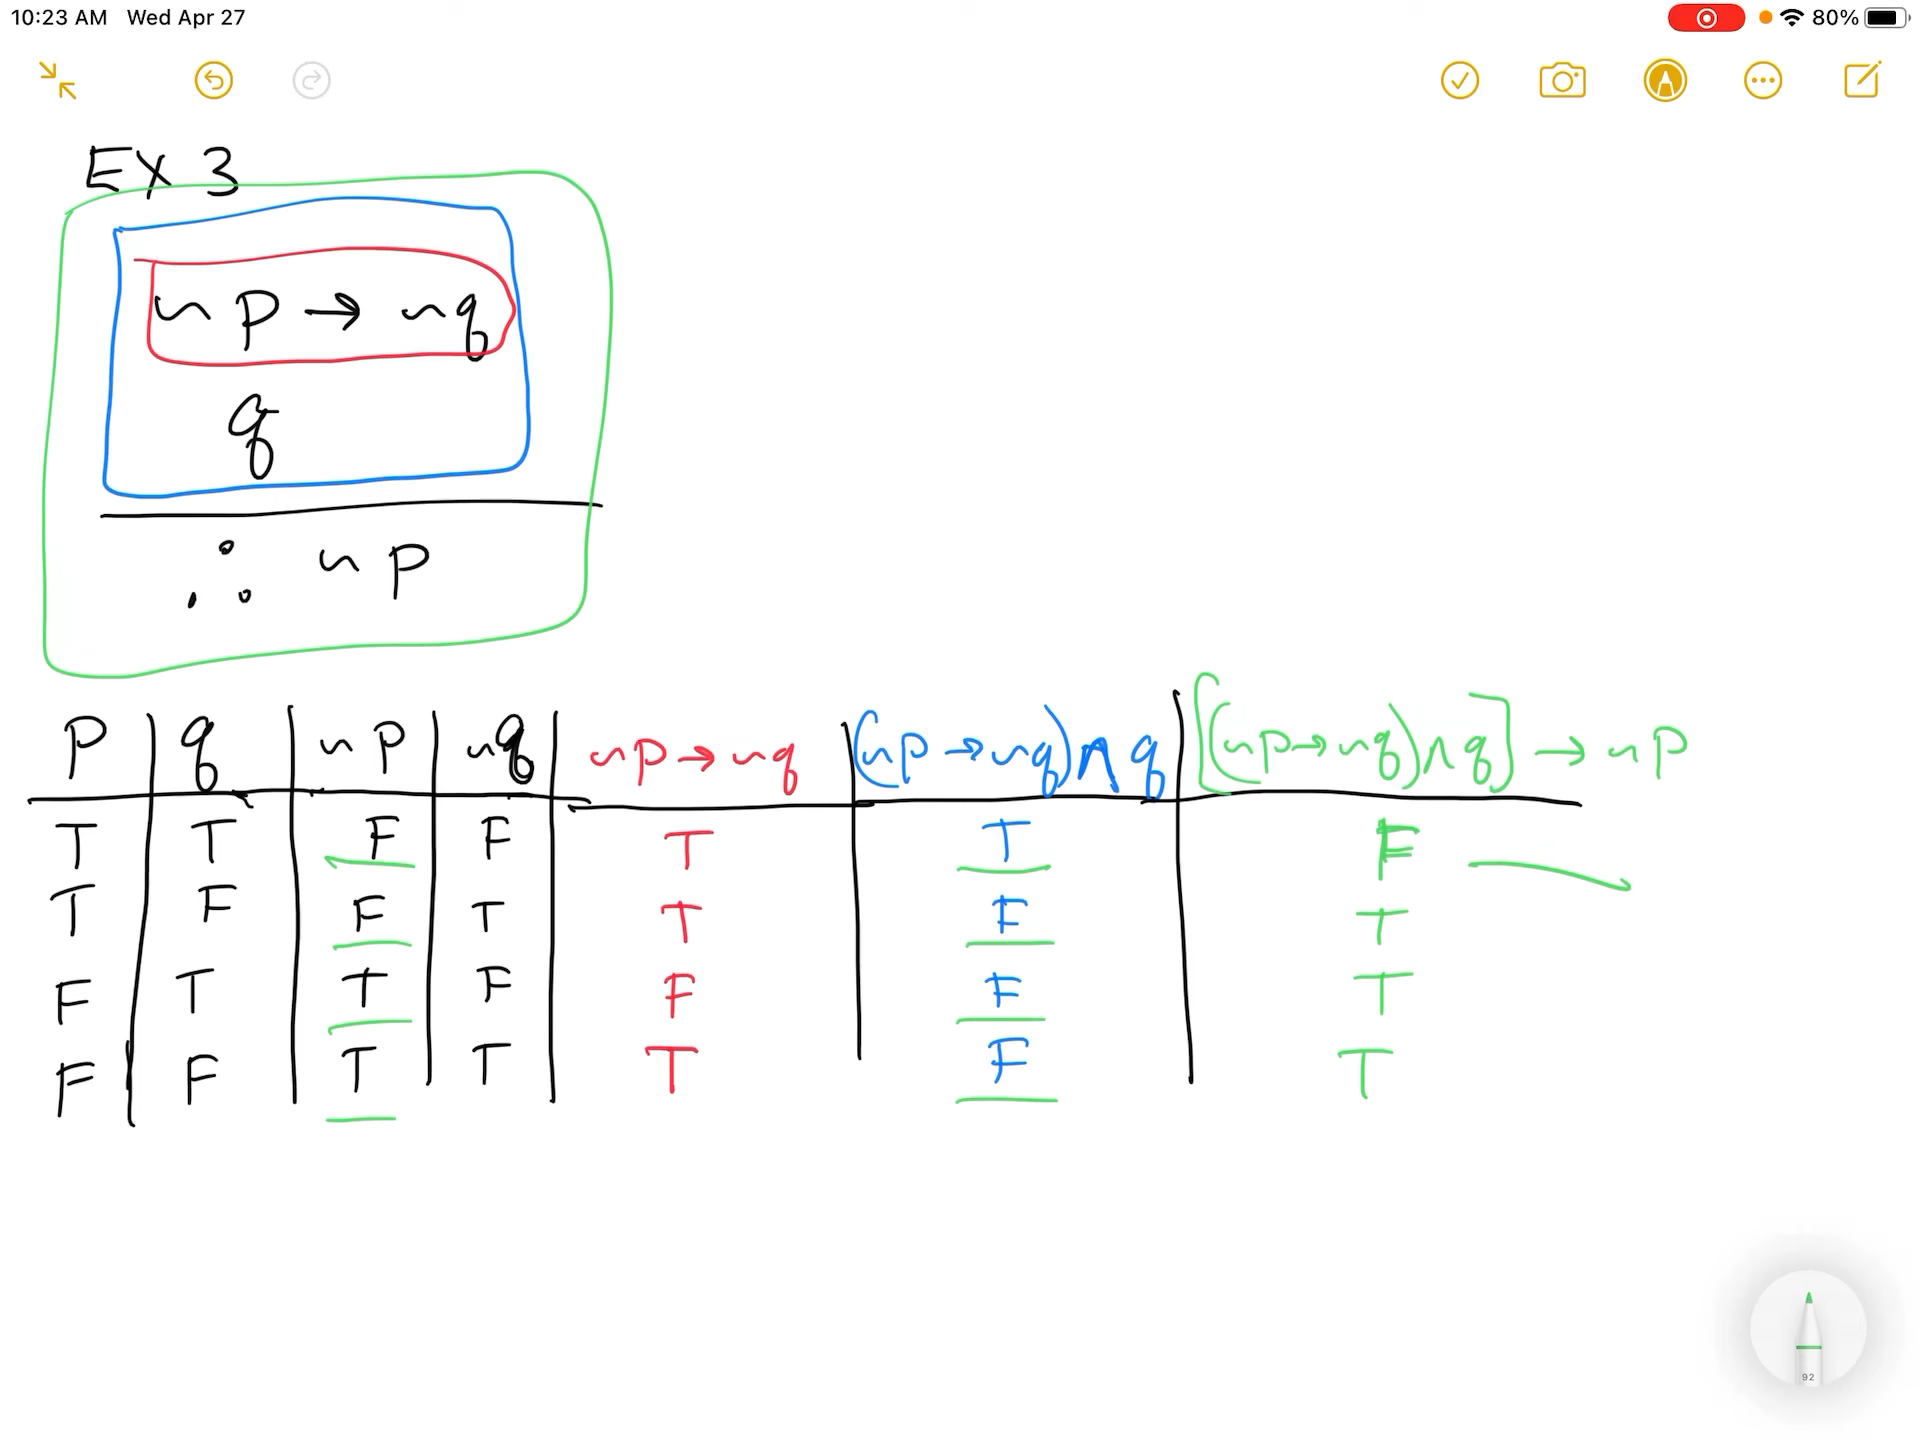 10:23 AM Wed Apr 27 80%
EX 3
~p → ~q
q
∴ ~p
P q ~p ~q ~p → ~q (~p → ~q) ∧ q [(~p → ~q) ∧ q] → ~p
T T F F T T F
T F F T T F T
F T T F F F T
F F T T T F T
92